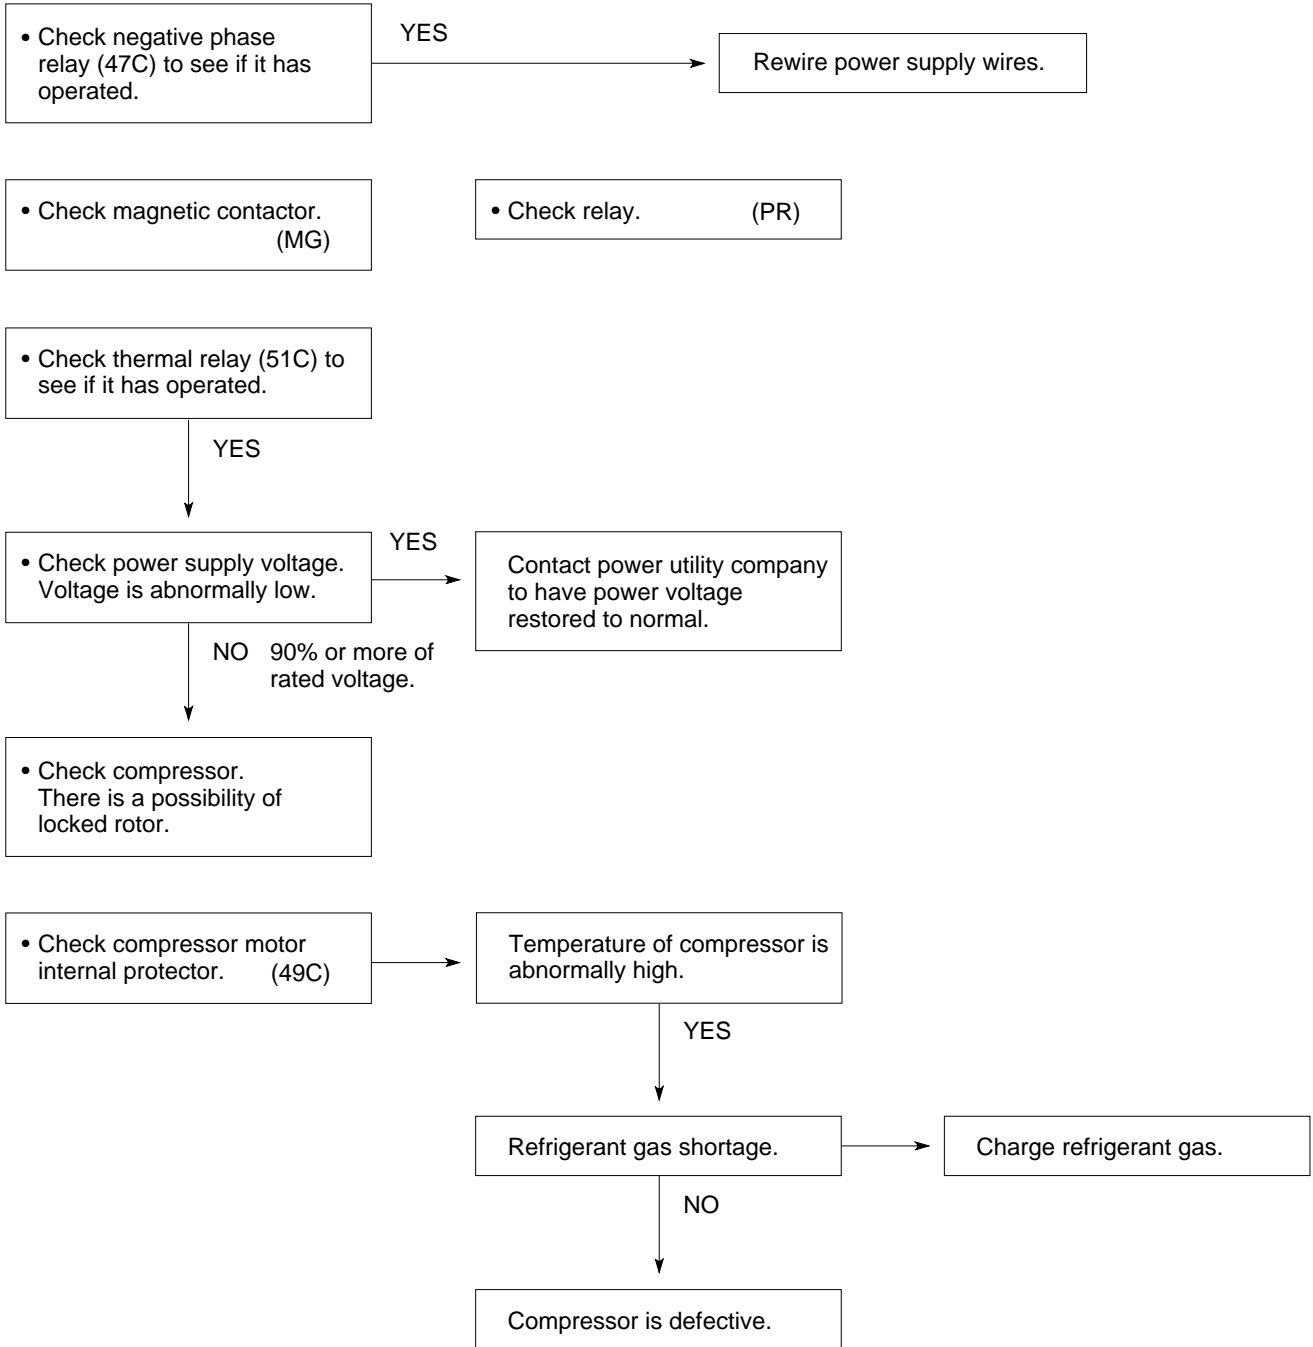 • Check negative phase
relay (47C) to see if it has
operated.
YES
Rewire power supply wires.
• Check magnetic contactor.
(MG)
• Check relay. (PR)
• Check thermal relay (51C) to
see if it has operated.
YES
• Check power supply voltage.
Voltage is abnormally low.
YES
Contact power utility company
to have power voltage
restored to normal.
NO 90% or more of
rated voltage.
• Check compressor.
There is a possibility of
locked rotor.
• Check compressor motor
internal protector. (49C)
Temperature of compressor is
abnormally high.
YES
Refrigerant gas shortage.
Charge refrigerant gas.
NO
Compressor is defective.